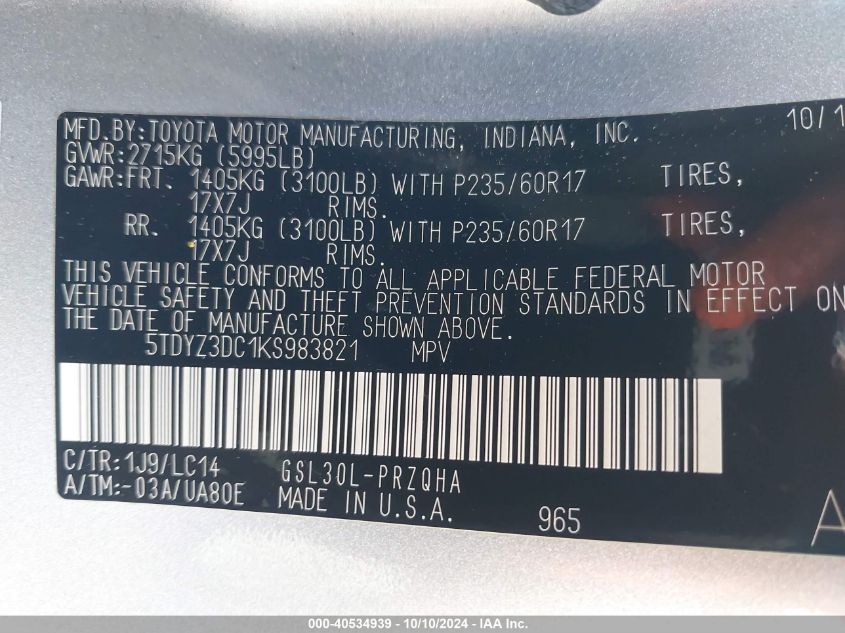 MFD.BY:TOYOTA MOTOR MANUFACTURING, INDIANA, INC. 10/1
GVWR:2715KG (5995LB)
GAWR:FRT. 1405KG (3100LB) WITH P235/60R17 TIRES,
17X7J RIMS.
RR. 1405KG (3100LB) WITH P235/60R17 TIRES,
17X7J RIMS.
THIS VEHICLE CONFORMS TO ALL APPLICABLE FEDERAL MOTOR
VEHICLE SAFETY AND THEFT PREVENTION STANDARDS IN EFFECT ON
THE DATE OF MANUFACTURE SHOWN ABOVE.
5TDYZ3DC1KS983821 MPV
C/TR:1J9/LC14 GSL30L-PRZQHA
A/TM:-03A/UA80E MADE IN U.S.A. 965 A
000-40534939 - 10/10/2024 - IAA Inc.